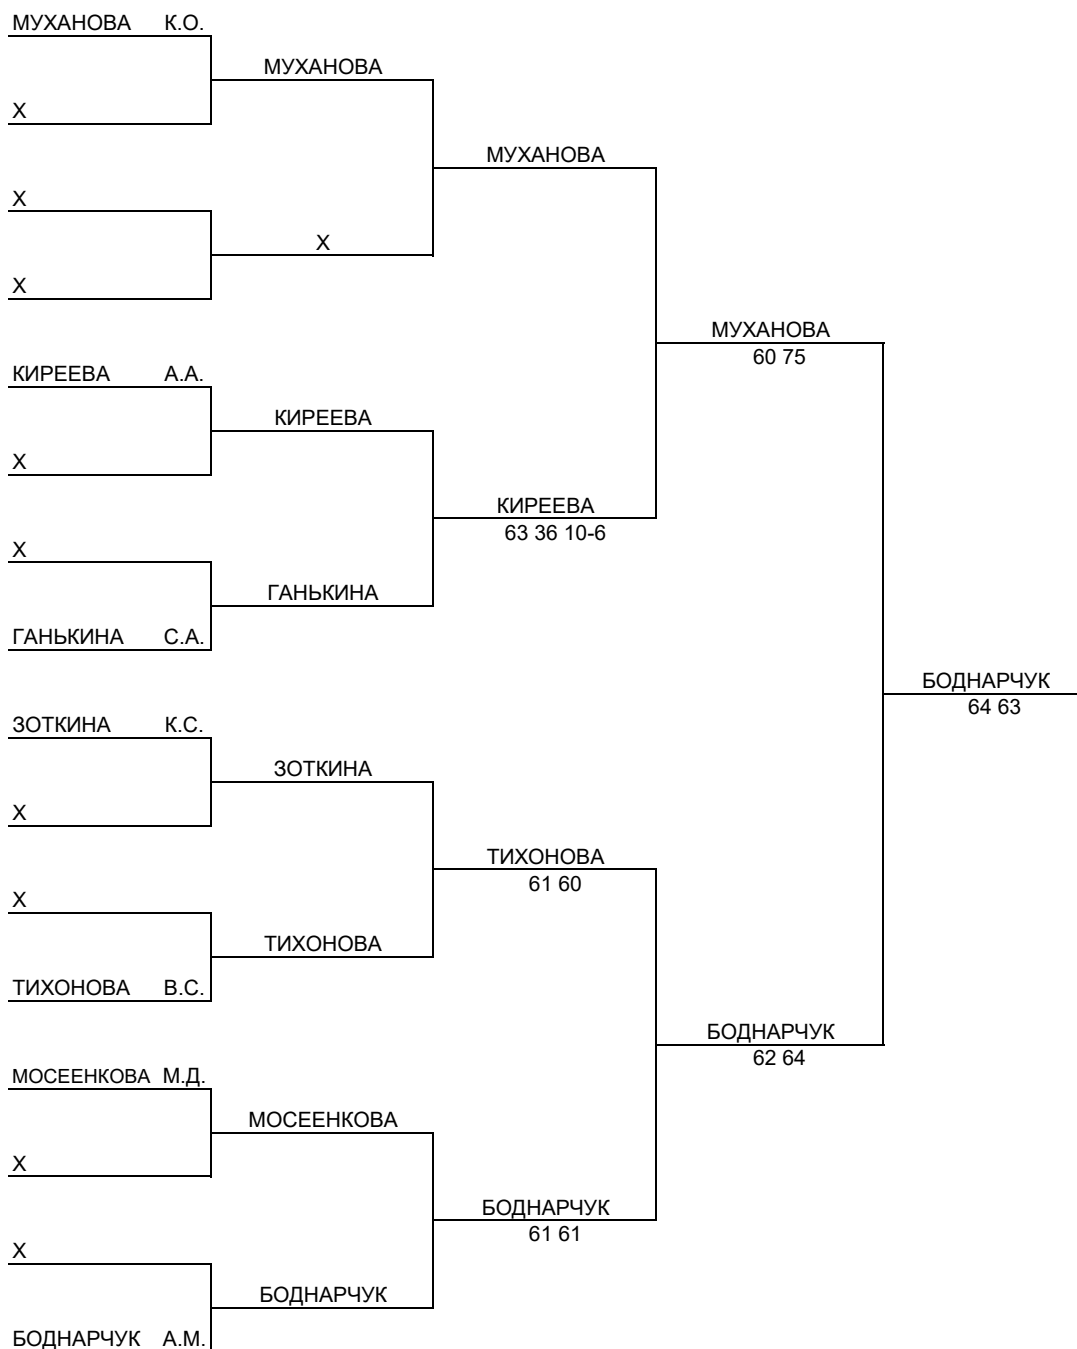 МУХАНОВА К.О.
МУХАНОВА
Х
МУХАНОВА
Х
Х
Х
МУХАНОВА
60 75
КИРЕЕВА А.А.
КИРЕЕВА
Х
КИРЕЕВА
63 36 10-6
Х
ГАНЬКИНА
ГАНЬКИНА С.А.
БОДНАРЧУК
64 63
ЗОТКИНА К.С.
ЗОТКИНА
Х
ТИХОНОВА
61 60
Х
ТИХОНОВА
ТИХОНОВА В.С.
БОДНАРЧУК
62 64
МОСЕЕНКОВА М.Д.
МОСЕЕНКОВА
Х
БОДНАРЧУК
61 61
Х
БОДНАРЧУК
БОДНАРЧУК А.М.